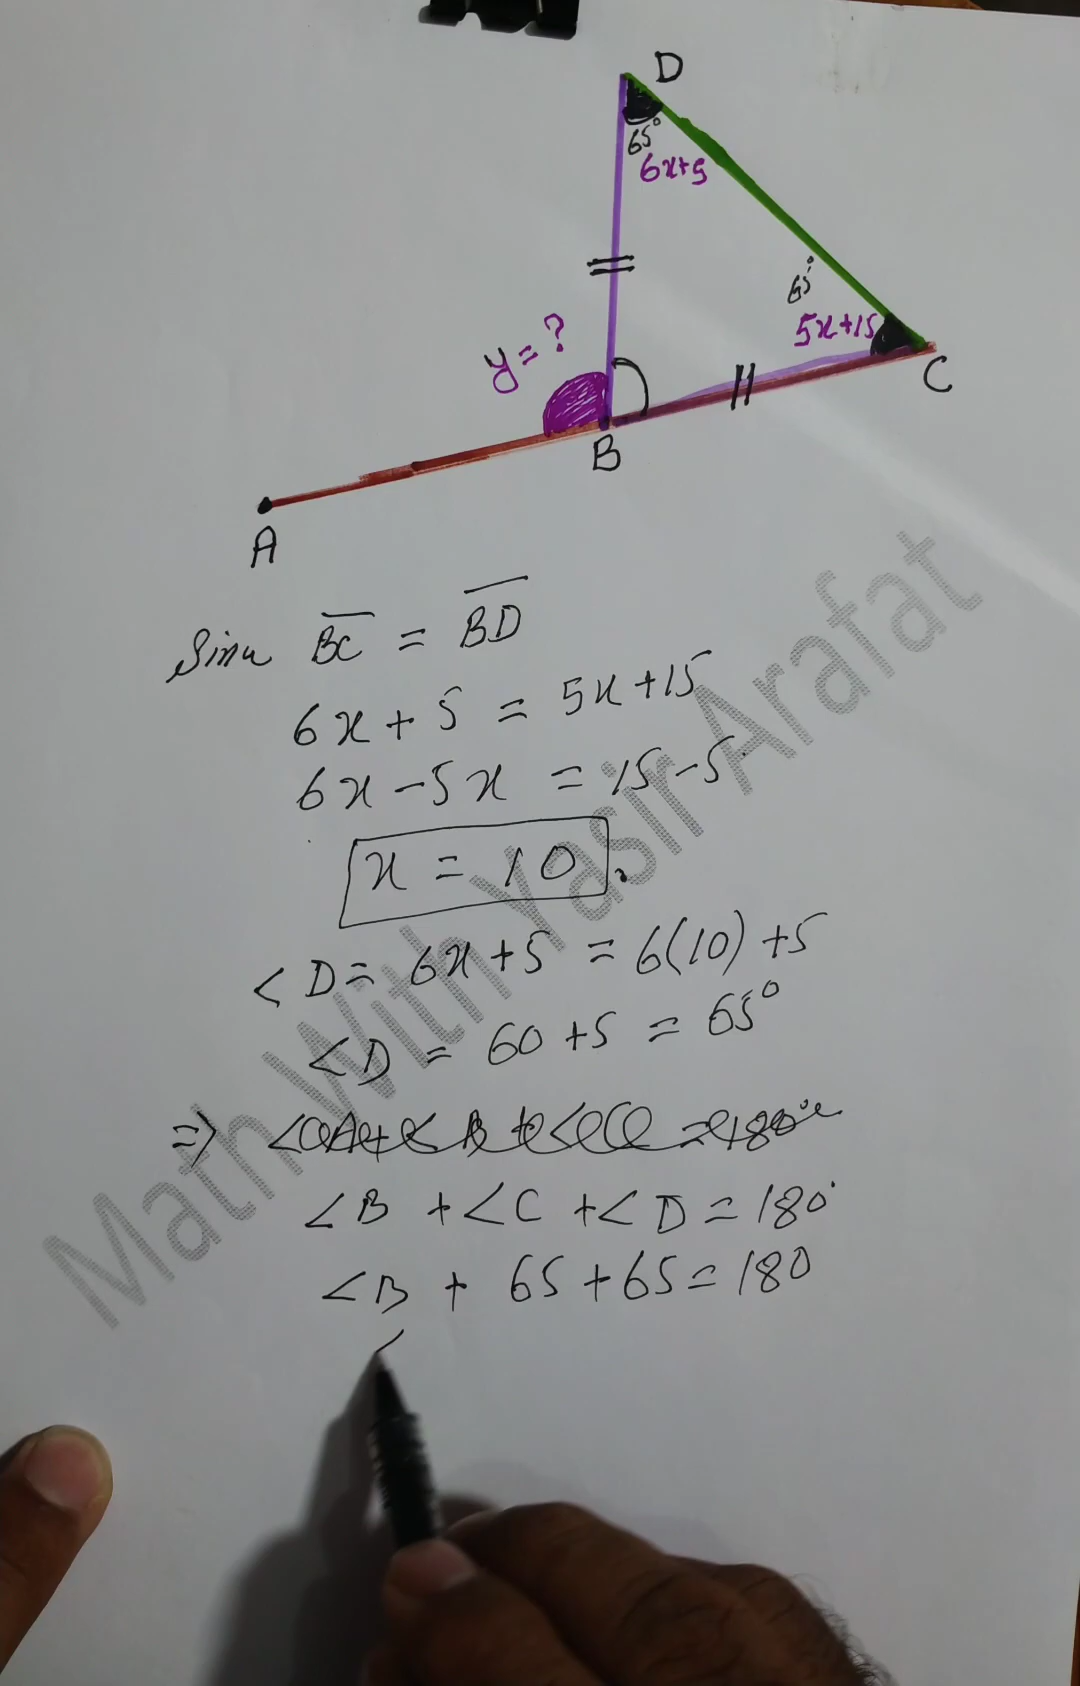 D
65°
6x+5
65°
5x+15
y=?
C
B
A
Since BC = BD
6x + 5 = 5x+15
6x - 5x = 15-5
x = 10.
<D= 6x+5 = 6(10) +5
<D = 60 +5 = 65°
=> <A+< B + <C = 180°
<B + <C +< D = 180°
<B + 65 +65 = 180
<
Math With Yasir Arafat